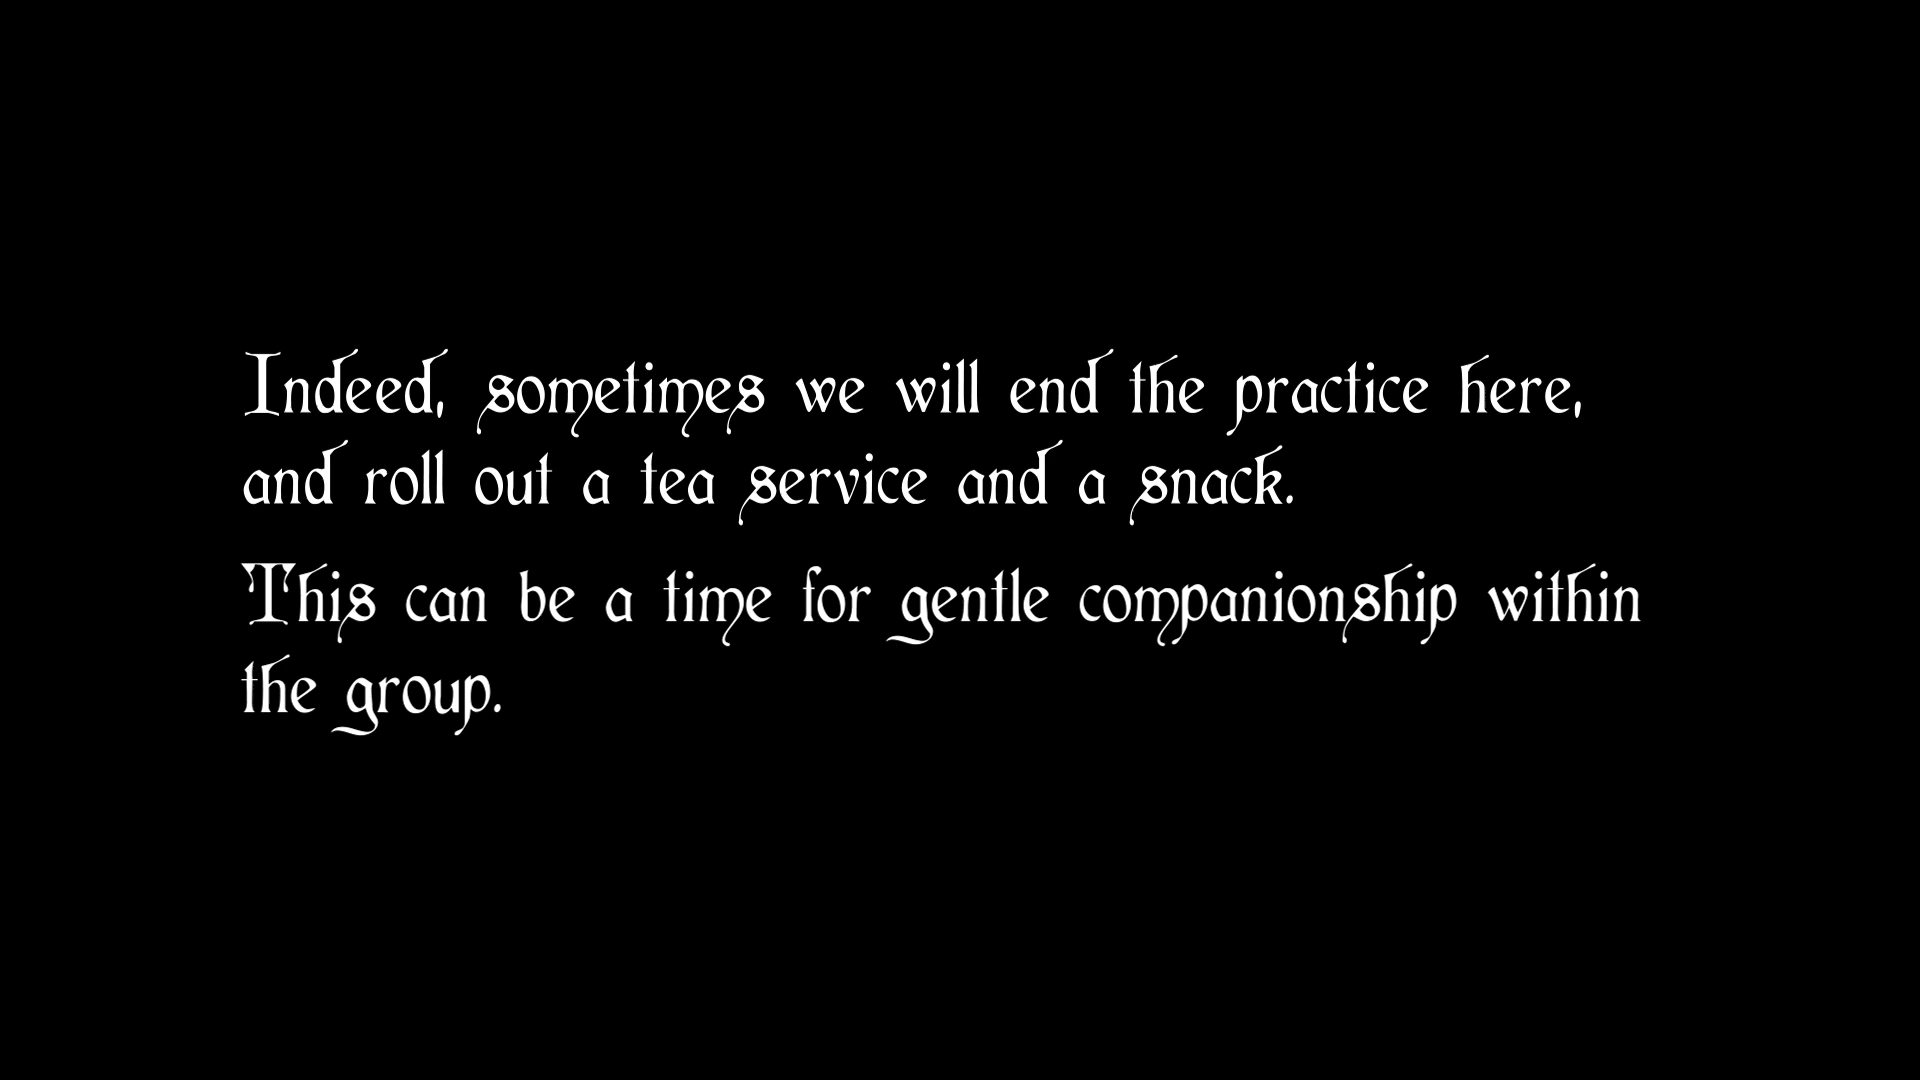 Indeed, sometimes we will end the practice here,
and roll out a tea service and a snack.
This can be a time for gentle companionship within
the group.